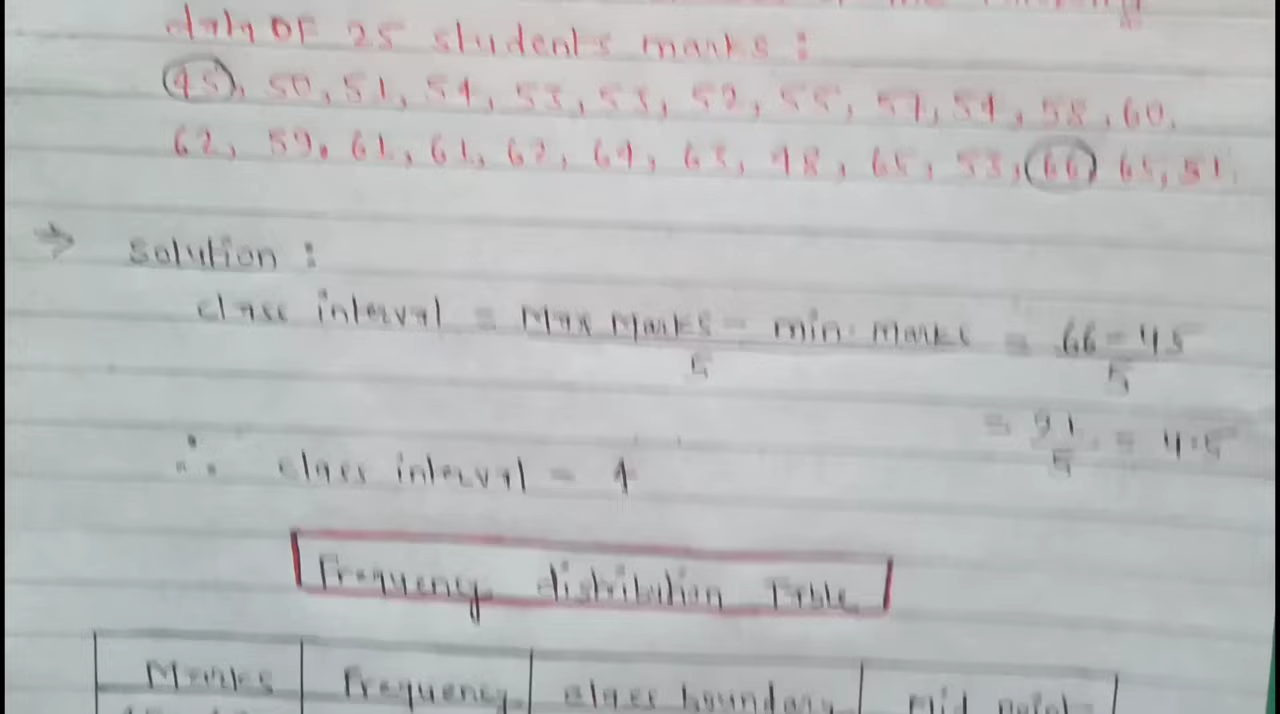 data OF 25 students marks :
45, 50, 51, 54, 53, 53, 52, 55, 57, 54, 58, 60,
62, 59, 61, 61, 62, 64, 63, 48, 65, 53, 66 65, 51.
→ solution :
class interval = Max Marks - min. marks = 66-45
5 5
= 21 = 4.5
5
∴ class interval = 4
Frequency distribution Table
Marks Frequency class boundary mid point